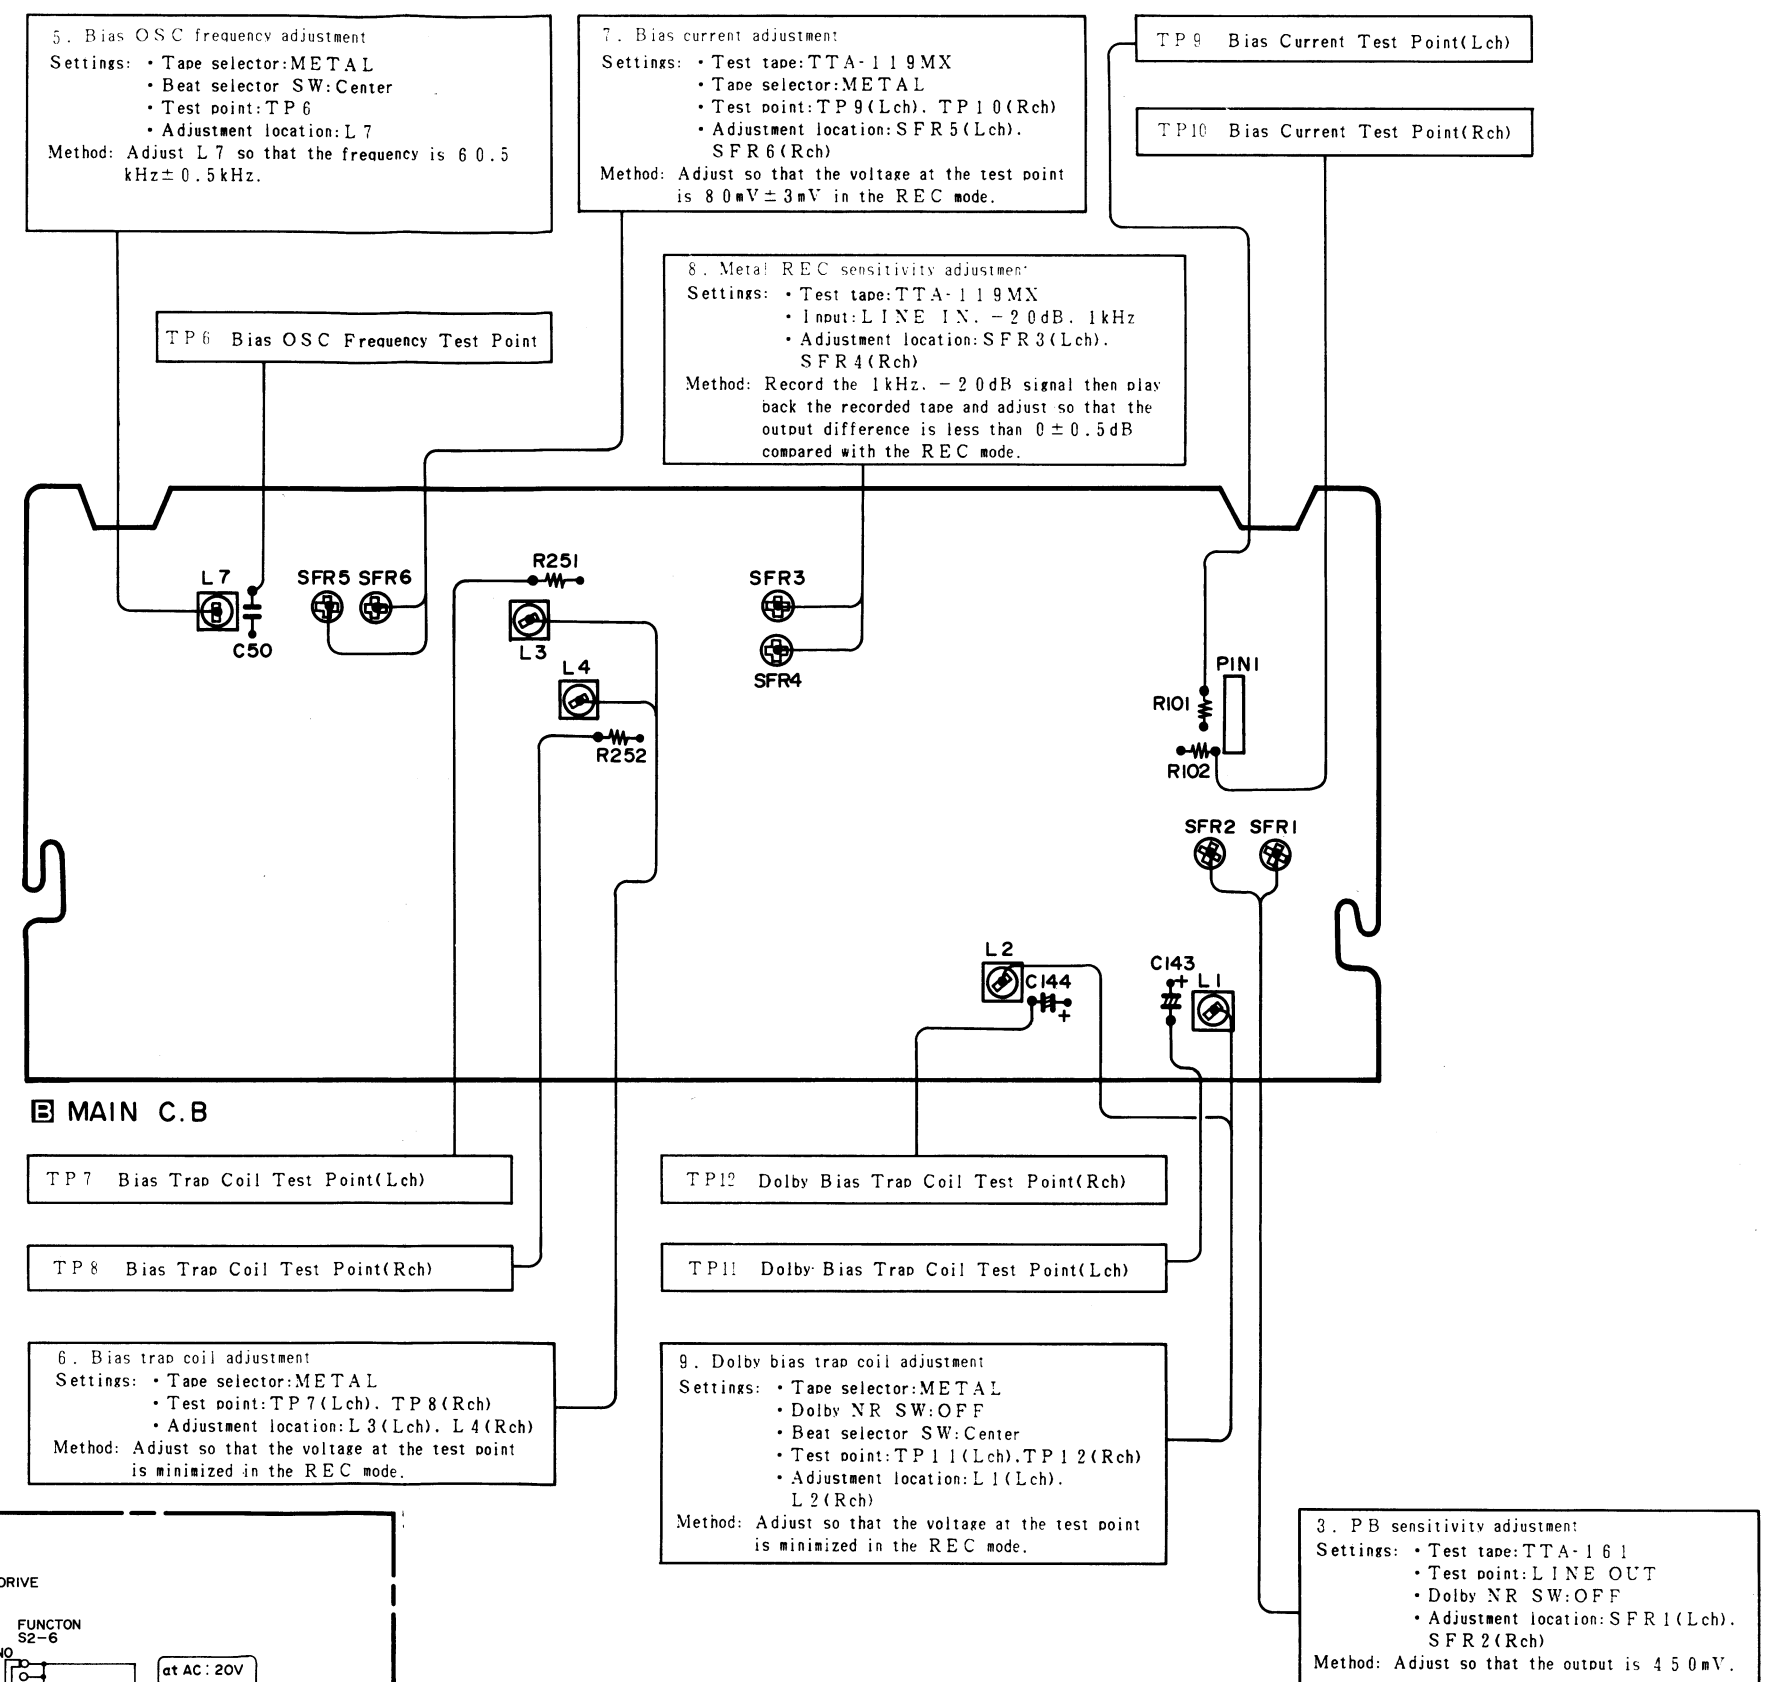 5. Bias OSC frequency adjustment
Settings: • Tape selector:METAL
• Beat selector SW:Center
• Test point:TP6
• Adjustment location:L7
Method: Adjust L7 so that the frequency is 60.5
kHz±0.5kHz.
7. Bias current adjustment
Settings: • Test tape:TTA-119MX
• Tape selector:METAL
• Test point:TP9(Lch). TP10(Rch)
• Adjustment location:SFR5(Lch).
SFR6(Rch)
Method: Adjust so that the voltage at the test point
is 80mV±3mV in the REC mode.
TP9 Bias Current Test Point(Lch)
TP10 Bias Current Test Point(Rch)
8. Metal REC sensitivity adjustment
Settings: • Test tape:TTA-119MX
• Input:LINE IN. −20dB. 1kHz
• Adjustment location:SFR3(Lch).
SFR4(Rch)
Method: Record the 1kHz. −20dB signal then play
back the recorded tape and adjust so that the
output difference is less than 0±0.5dB
compared with the REC mode.
TP6 Bias OSC Frequency Test Point
L7
C50
SFR5 SFR6
R251
L3
L4
R252
SFR3
SFR4
PIN1
R101
R102
SFR2 SFR1
L2
C144
+
C143
+
L1
B MAIN C.B
TP7 Bias Trap Coil Test Point(Lch)
TP12 Dolby Bias Trap Coil Test Point(Rch)
TP8 Bias Trap Coil Test Point(Rch)
TP11 Dolby Bias Trap Coil Test Point(Lch)
6. Bias trap coil adjustment
Settings: • Tape selector:METAL
• Test point:TP7(Lch). TP8(Rch)
• Adjustment location:L3(Lch). L4(Rch)
Method: Adjust so that the voltage at the test point
is minimized in the REC mode.
9. Dolby bias trap coil adjustment
Settings: • Tape selector:METAL
• Dolby NR SW:OFF
• Beat selector SW:Center
• Test point:TP11(Lch).TP12(Rch)
• Adjustment location:L1(Lch).
L2(Rch)
Method: Adjust so that the voltage at the test point
is minimized in the REC mode.
3. PB sensitivity adjustment
Settings: • Test tape:TTA-161
• Test point:LINE OUT
• Dolby NR SW:OFF
• Adjustment location:SFR1(Lch).
SFR2(Rch)
Method: Adjust so that the output is 450mV.
FUNCTON
S2-6
at AC: 20V